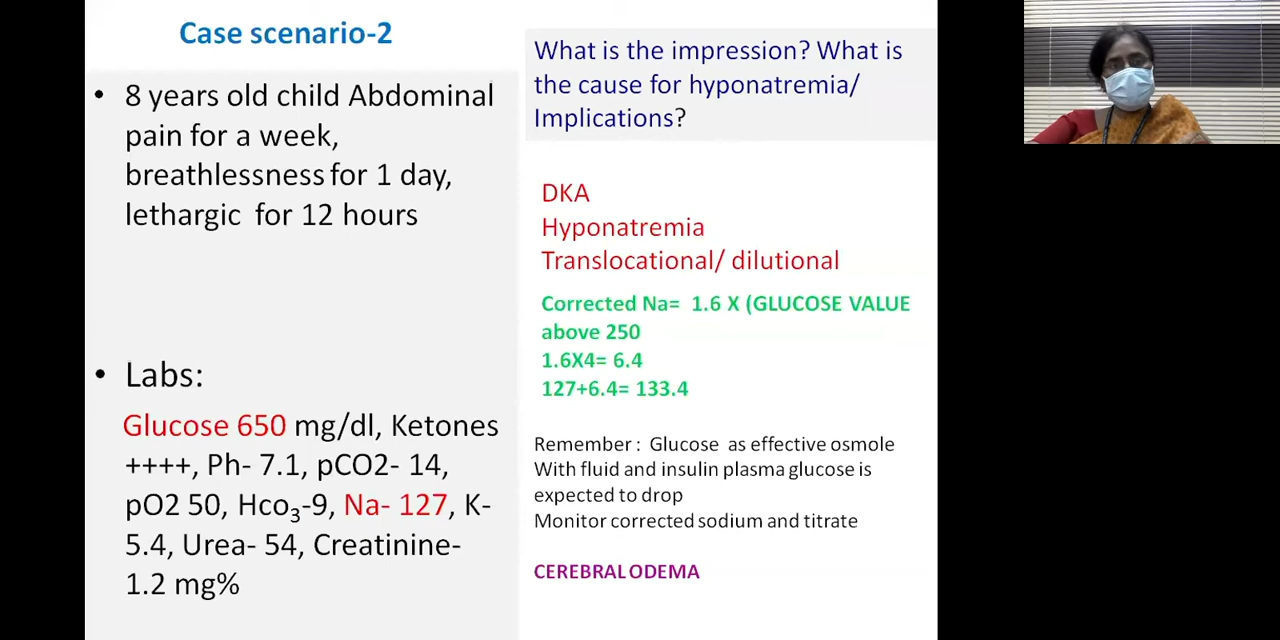 Case scenario-2
• 8 years old child Abdominal
pain for a week,
breathlessness for 1 day,
lethargic for 12 hours
• Labs:
Glucose 650 mg/dl, Ketones
++++, Ph- 7.1, pCO2- 14,
pO2 50, Hco₃-9, Na- 127, K-
5.4, Urea- 54, Creatinine-
1.2 mg%
What is the impression? What is
the cause for hyponatremia/
Implications?
DKA
Hyponatremia
Translocational/ dilutional
Corrected Na= 1.6 X (GLUCOSE VALUE
above 250
1.6X4= 6.4
127+6.4= 133.4
Remember : Glucose as effective osmole
With fluid and insulin plasma glucose is
expected to drop
Monitor corrected sodium and titrate
CEREBRAL ODEMA